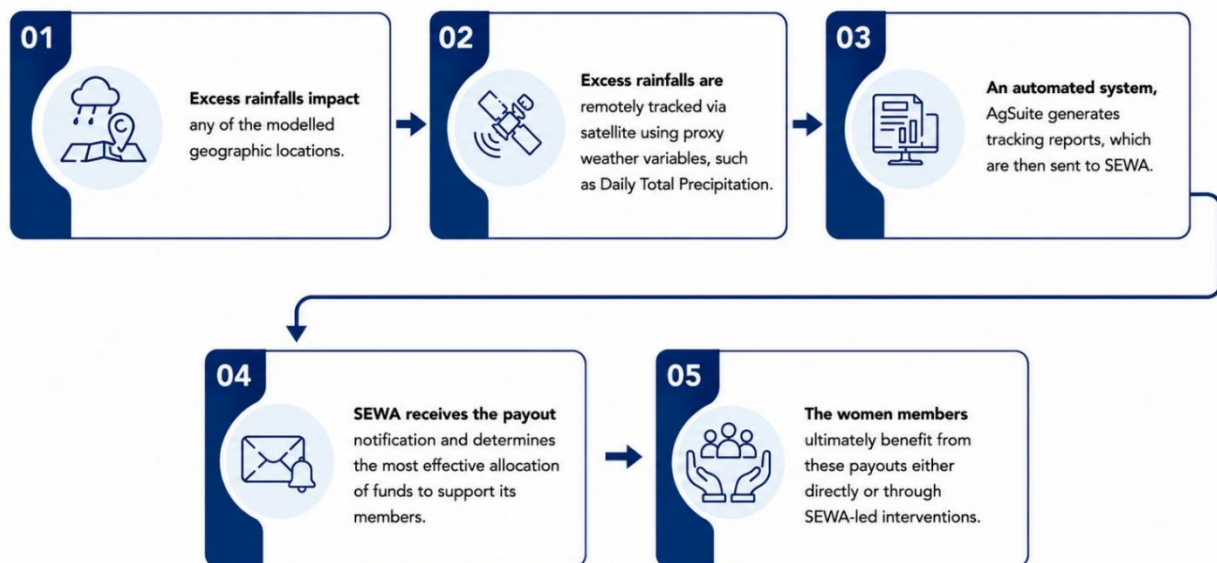 01
Excess rainfalls impact
any of the modelled
geographic locations.
02
Excess rainfalls are
remotely tracked via
satellite using proxy
weather variables, such
as Daily Total Precipitation.
03
An automated system,
AgSuite generates
tracking reports, which
are then sent to SEWA.
04
SEWA receives the payout
notification and determines
the most effective allocation
of funds to support its
members.
05
The women members
ultimately benefit from
these payouts either
directly or through
SEWA-led interventions.